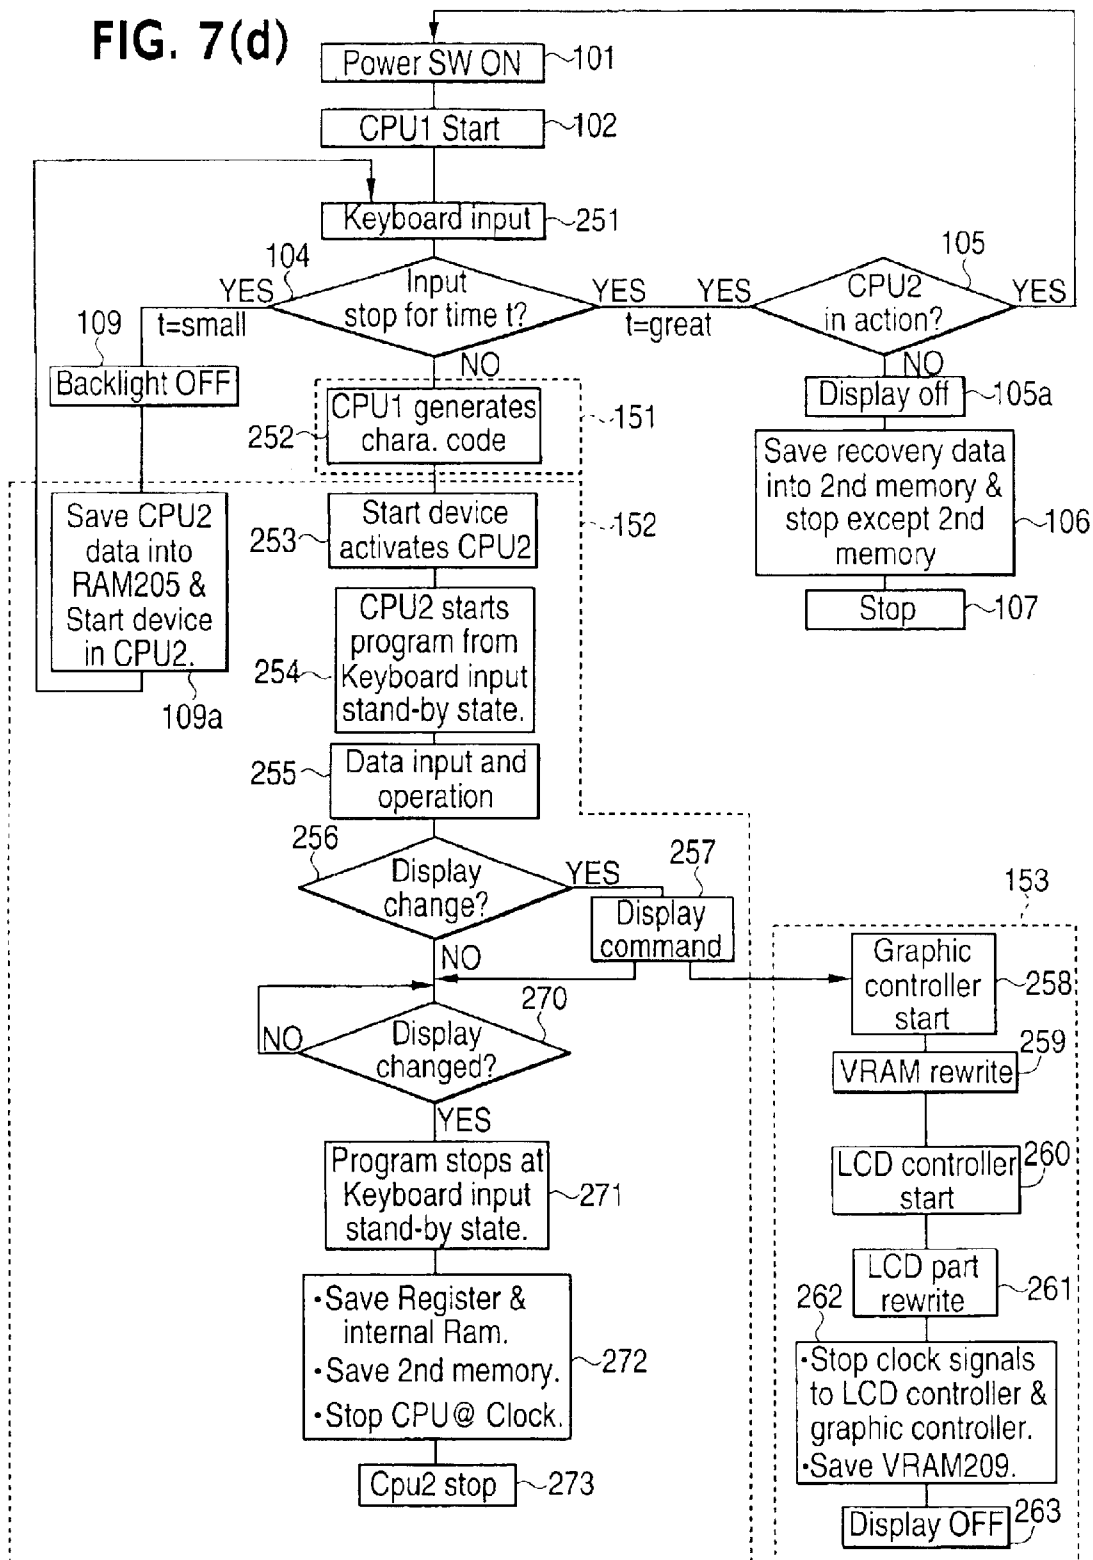 FIG. 7(d)
Power SW ON
101
CPU1 Start
102
Keyboard input
251
104
Input
stop for time t?
YES
t=small
YES
t=great
YES
105
CPU2
in action?
YES
NO
109
Backlight OFF
NO
Display off
105a
252
CPU1 generates
chara. code
151
Save recovery data
into 2nd memory &
stop except 2nd
memory
106
Stop
107
Save CPU2
data into
RAM205 &
Start device
in CPU2.
109a
253
Start device
activates CPU2
152
254
CPU2 starts
program from
Keyboard input
stand-by state.
255
Data input and
operation
256
Display
change?
YES
257
Display
command
NO
153
Graphic
controller
start
258
270
NO
Display
changed?
YES
259
VRAM rewrite
Program stops at
Keyboard input
stand-by state.
271
LCD controller
start
260
LCD part
rewrite
261
•Save Register &
internal Ram.
•Save 2nd memory.
•Stop CPU@ Clock.
272
262
•Stop clock signals
to LCD controller &
graphic controller.
•Save VRAM209.
Cpu2 stop
273
Display OFF
263